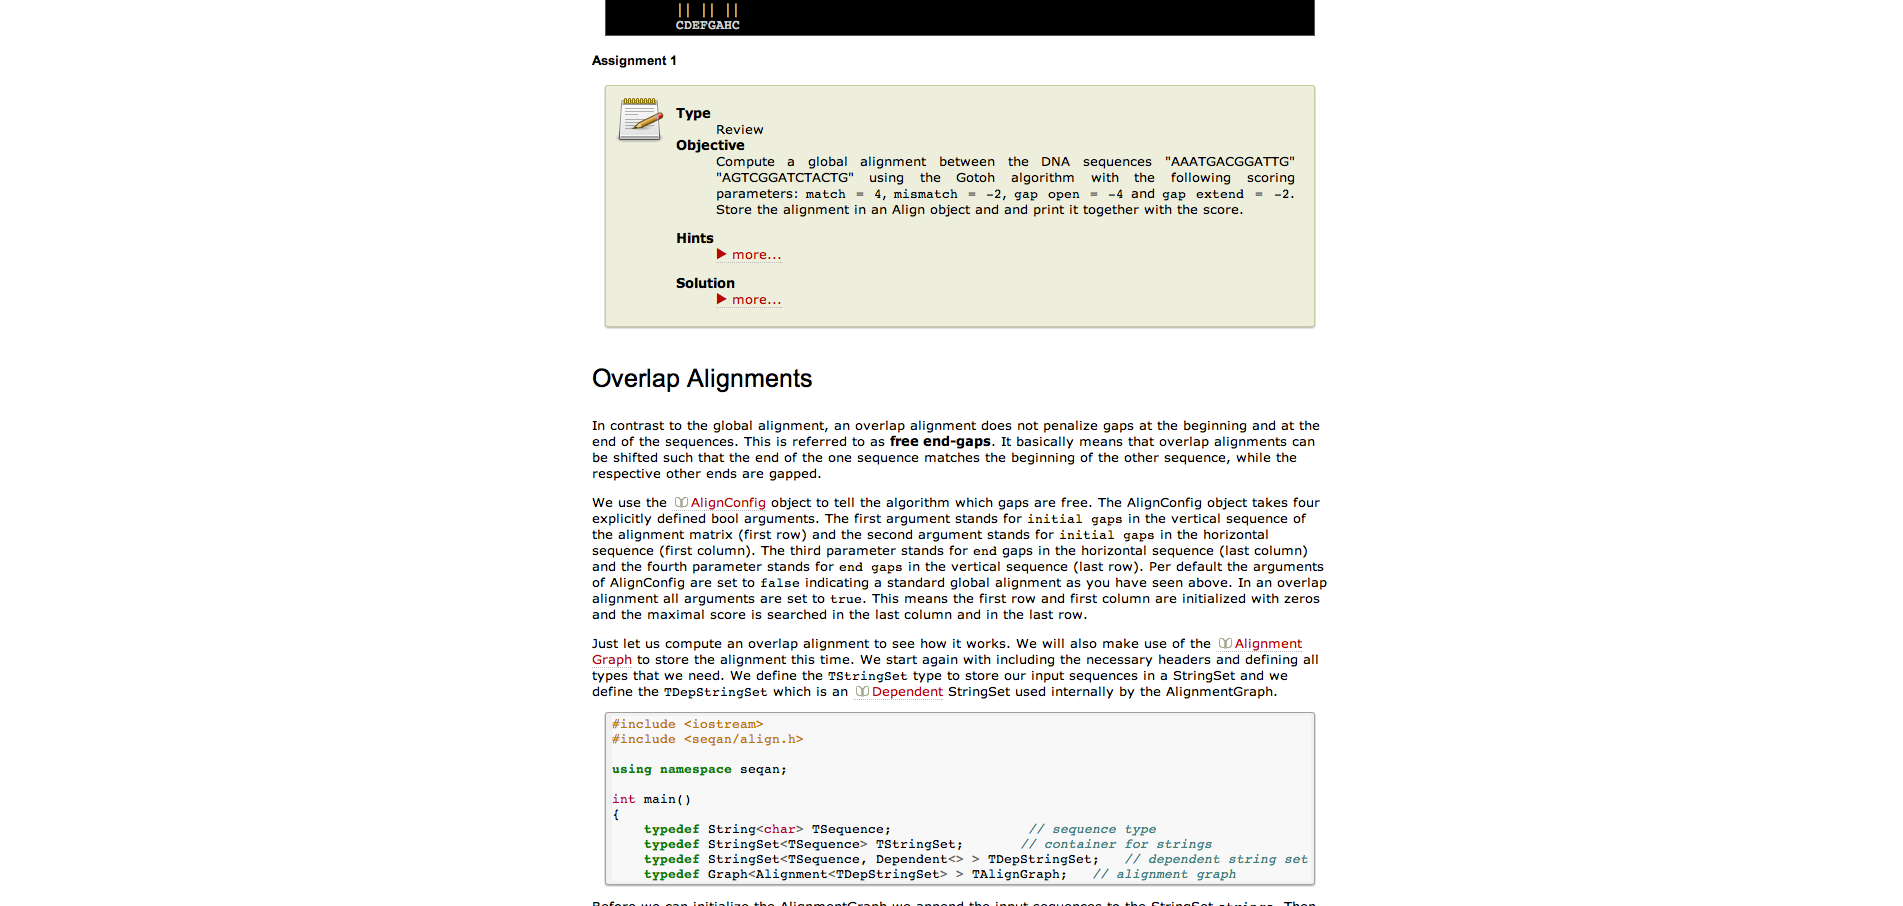 || || ||
CDEFGAHC
Assignment 1
Type
Review
Objective
Compute a global alignment between the DNA sequences "AAATGACGGATTG"
"AGTCGGATCTACTG" using the Gotoh algorithm with the following scoring
parameters: match = 4, mismatch = -2, gap open = -4 and gap extend = -2.
Store the alignment in an Align object and and print it together with the score.
Hints
more...
Solution
more...
Overlap Alignments
In contrast to the global alignment, an overlap alignment does not penalize gaps at the beginning and at the
end of the sequences. This is referred to as free end-gaps. It basically means that overlap alignments can
be shifted such that the end of the one sequence matches the beginning of the other sequence, while the
respective other ends are gapped.
We use the AlignConfig object to tell the algorithm which gaps are free. The AlignConfig object takes four
explicitly defined bool arguments. The first argument stands for initial gaps in the vertical sequence of
the alignment matrix (first row) and the second argument stands for initial gaps in the horizontal
sequence (first column). The third parameter stands for end gaps in the horizontal sequence (last column)
and the fourth parameter stands for end gaps in the vertical sequence (last row). Per default the arguments
of AlignConfig are set to false indicating a standard global alignment as you have seen above. In an overlap
alignment all arguments are set to true. This means the first row and first column are initialized with zeros
and the maximal score is searched in the last column and in the last row.
Just let us compute an overlap alignment to see how it works. We will also make use of the Alignment
Graph to store the alignment this time. We start again with including the necessary headers and defining all
types that we need. We define the TStringSet type to store our input sequences in a StringSet and we
define the TDepStringSet which is an Dependent StringSet used internally by the AlignmentGraph.
#include <iostream>
#include <seqan/align.h>
using namespace seqan;
int main()
{
typedef String<char> TSequence; // sequence type
typedef StringSet<TSequence> TStringSet; // container for strings
typedef StringSet<TSequence, Dependent<> > TDepStringSet; // dependent string set
typedef Graph<Alignment<TDepStringSet> > TAlignGraph; // alignment graph
Before we can initialize the AlignmentGraph we append the input sequences to the StringSet strings. Then